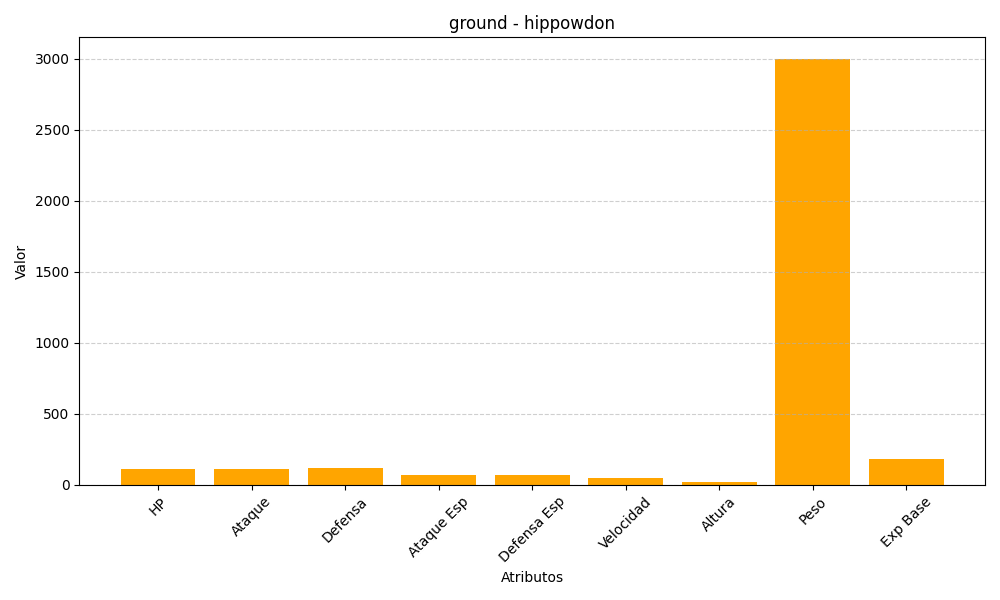 ground - hippowdon
Valor
3000
2500
2000
1500
1000
500
0
HP
Ataque
Defensa
Ataque Esp
Defensa Esp
Velocidad
Altura
Peso
Exp Base
Atributos